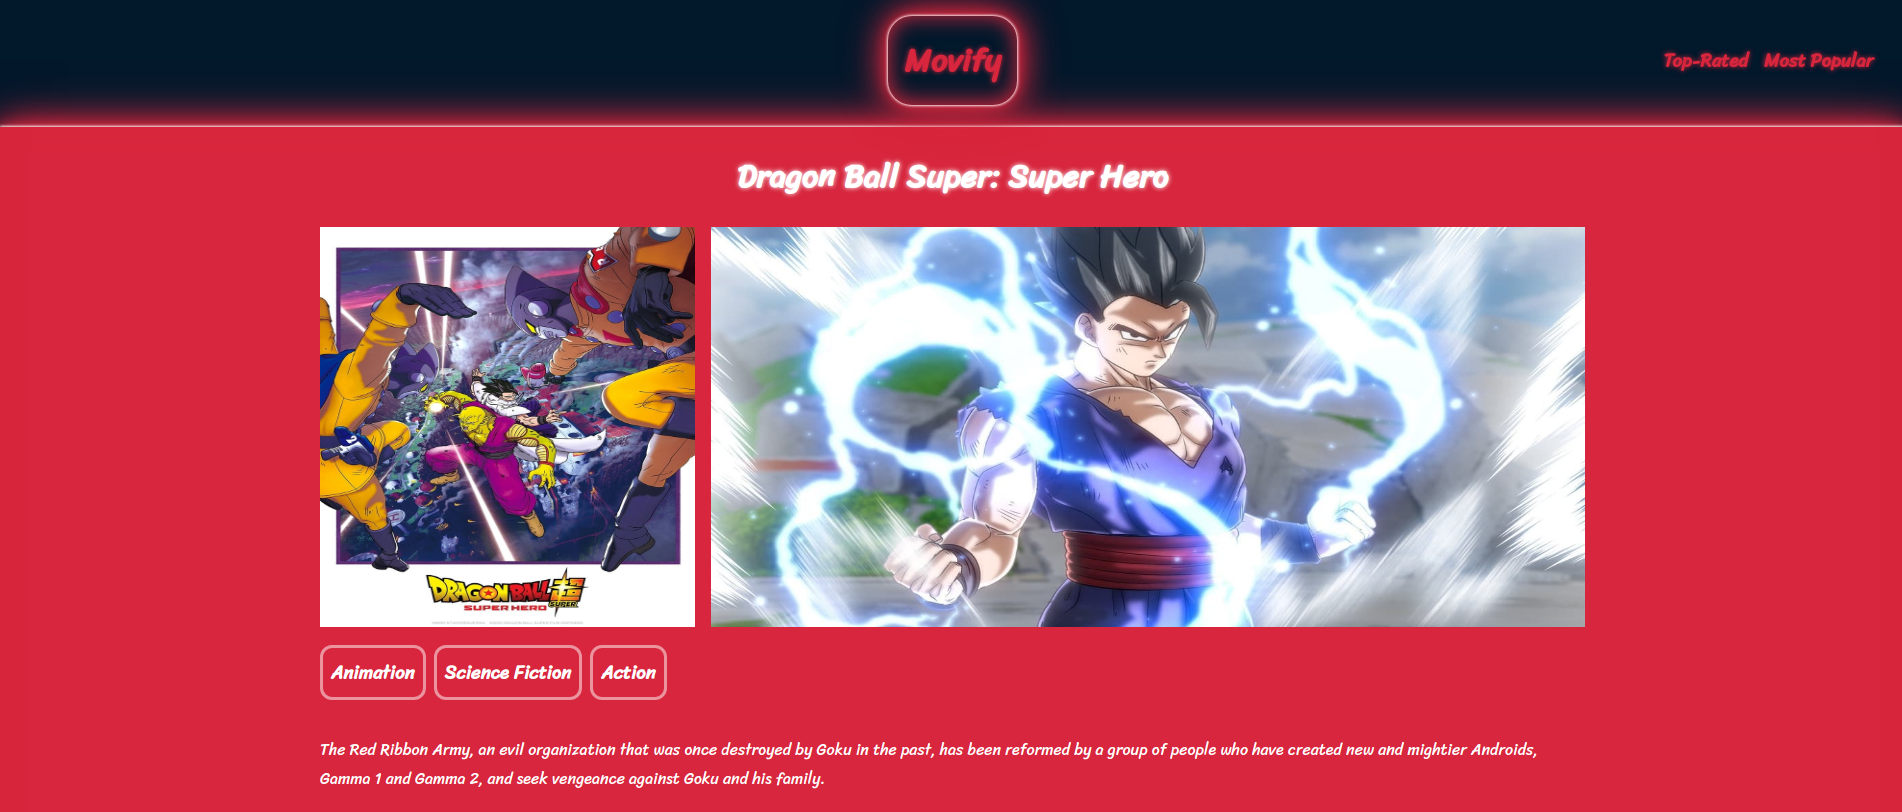 Movify
Top-Rated Most Popular
Dragon Ball Super: Super Hero
DRAGON BALL 超
SUPER
SUPER HERO
Animation Science Fiction Action
The Red Ribbon Army, an evil organization that was once destroyed by Goku in the past, has been reformed by a group of people who have created new and mightier Androids,
Gamma 1 and Gamma 2, and seek vengeance against Goku and his family.